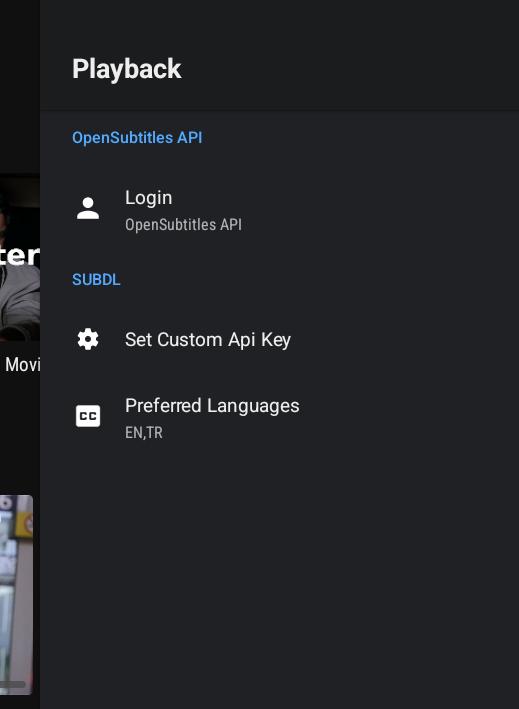 Playback
OpenSubtitles API
Login
OpenSubtitles API
SUBDL
Set Custom Api Key
Preferred Languages
CC
EN,TR
ter
Movi